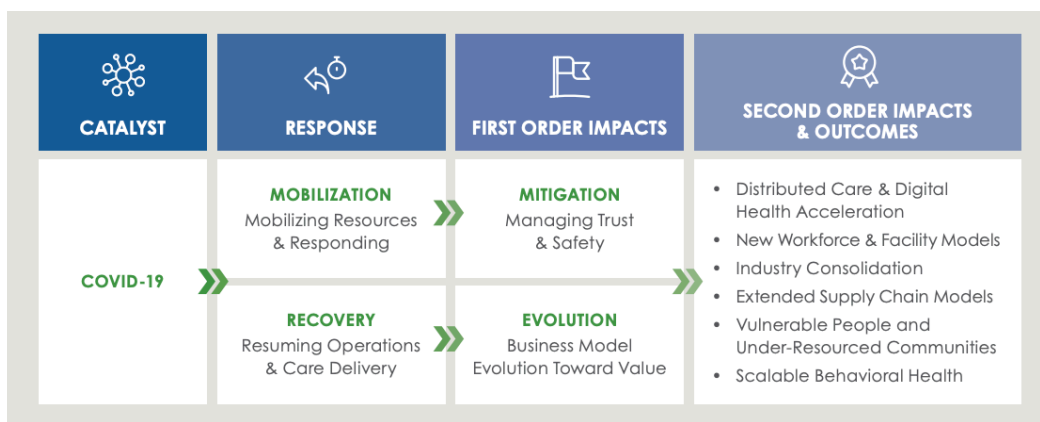 CATALYST
RESPONSE
FIRST ORDER IMPACTS
SECOND ORDER IMPACTS
& OUTCOMES
COVID-19
MOBILIZATION
Mobilizing Resources
& Responding
MITIGATION
Managing Trust
& Safety
RECOVERY
Resuming Operations
& Care Delivery
EVOLUTION
Business Model
Evolution Toward Value
• Distributed Care & Digital
Health Acceleration
• New Workforce & Facility Models
• Industry Consolidation
• Extended Supply Chain Models
• Vulnerable People and
Under-Resourced Communities
• Scalable Behavioral Health